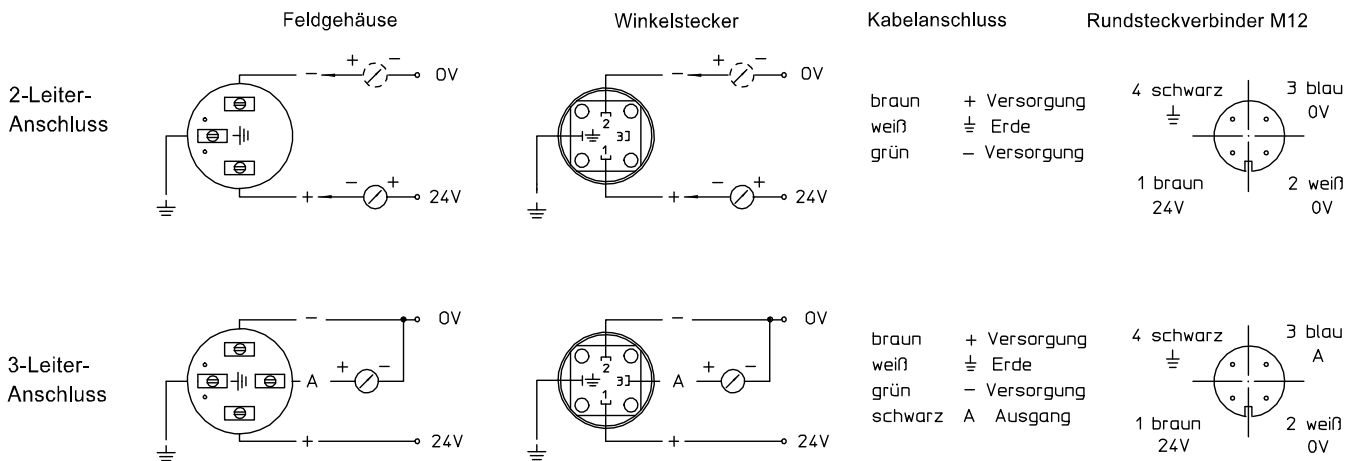 Feldgehäuse
Winkelstecker
Kabelanschluss
Rundsteckverbinder M12
2-Leiter-
Anschluss
− + − 0V
+ − + 24V
− + − 0V
2
3
1
+ − + 24V
braun + Versorgung
weiß Erde
grün − Versorgung
4 schwarz
3 blau
0V
1 braun
24V
2 weiß
0V
3-Leiter-
Anschluss
− 0V
A + −
+ 24V
− 0V
2
3
1
A + −
+ 24V
braun + Versorgung
weiß Erde
grün − Versorgung
schwarz A Ausgang
4 schwarz
3 blau
A
1 braun
24V
2 weiß
0V